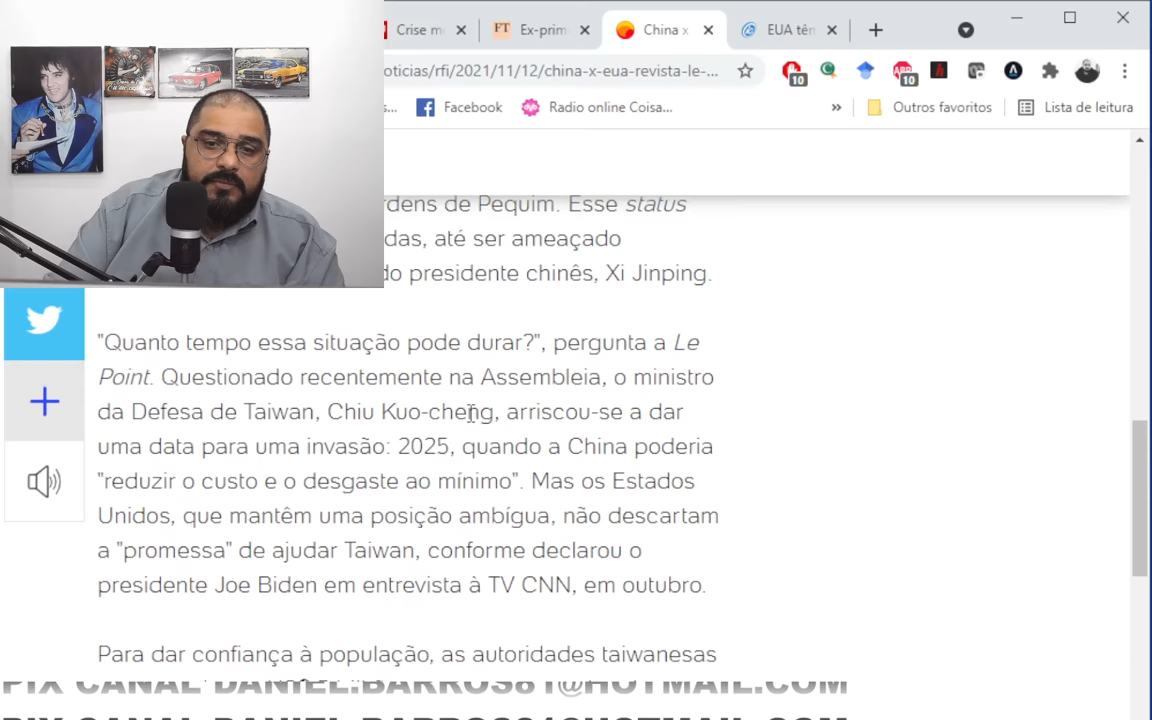 Crise m
FT Ex-prim
China x
EUA tên
oticias/rfi/2021/11/12/china-x-eua-revista-le-...
10
10
s...
Facebook
Radio online Coisa...
»
Outros favoritos
Lista de leitura
rdens de Pequim. Esse status
das, até ser ameaçado
do presidente chinês, Xi Jinping.
"Quanto tempo essa situação pode durar?", pergunta a Le
Point. Questionado recentemente na Assembleia, o ministro
da Defesa de Taiwan, Chiu Kuo-cheng, arriscou-se a dar
uma data para uma invasão: 2025, quando a China poderia
"reduzir o custo e o desgaste ao mínimo". Mas os Estados
Unidos, que mantêm uma posição ambígua, não descartam
a "promessa" de ajudar Taiwan, conforme declarou o
presidente Joe Biden em entrevista à TV CNN, em outubro.
Para dar confiança à população, as autoridades taiwanesas
PIX CANAL DANIEL.BARROS81@HOTMAIL.COM